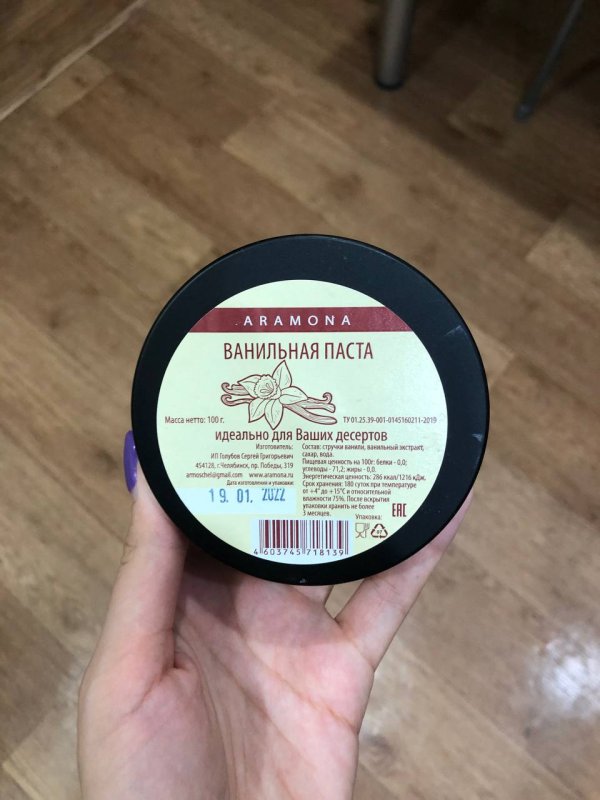 ARAMONA
ВАНИЛЬНАЯ ПАСТА
Масса нетто: 100 г.
ТУ 01.25.39-001-0145160211-2019
идеально для Ваших десертов
Изготовитель:
ИП Голубов Сергей Григорьевич
454128, г.Челябинск, пр. Победы, 319
armoschel@gmail.com www.aramona.ru
Дата изготовления и упаковки:
19. 01. 2022
Состав: стручки ванили, ванильный экстракт,
сахар, вода.
Пищевая ценность на 100г: белки - 0,0;
углеводы - 71,2; жиры - 0,0.
Энергетическая ценность: 286 ккал/1216 кДж.
Срок хранения: 180 суток при температуре
от +4° до +15°С и относительной
влажности 75%. После вскрытия
упаковки хранить не более
3 месяцев.
EAC
Упаковка:
07
4 603745 718139